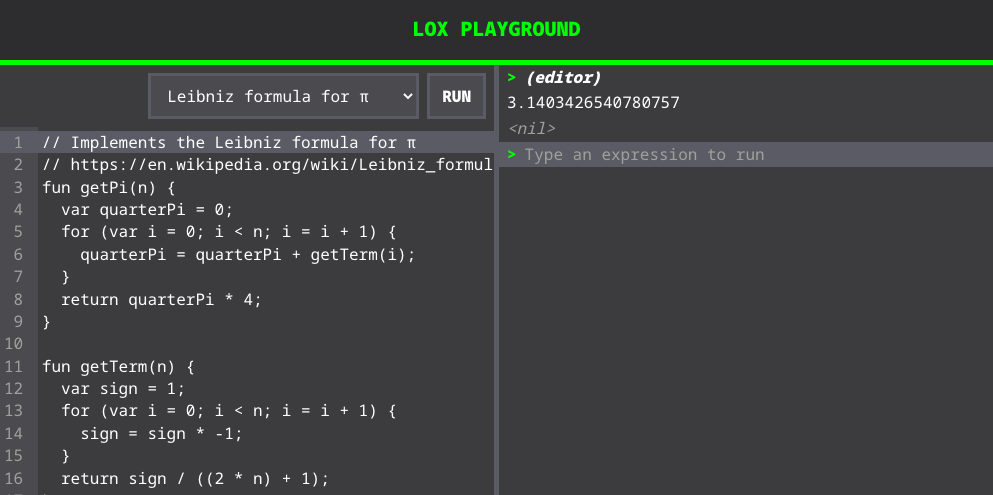 LOX PLAYGROUND
Leibniz formula for π
RUN
1 // Implements the Leibniz formula for π
2 // https://en.wikipedia.org/wiki/Leibniz_formul
3 fun getPi(n) {
4   var quarterPi = 0;
5   for (var i = 0; i < n; i = i + 1) {
6     quarterPi = quarterPi + getTerm(i);
7   }
8   return quarterPi * 4;
9 }
10
11 fun getTerm(n) {
12   var sign = 1;
13   for (var i = 0; i < n; i = i + 1) {
14     sign = sign * -1;
15   }
16   return sign / ((2 * n) + 1);
> (editor)
3.1403426540780757
<nil>
> Type an expression to run